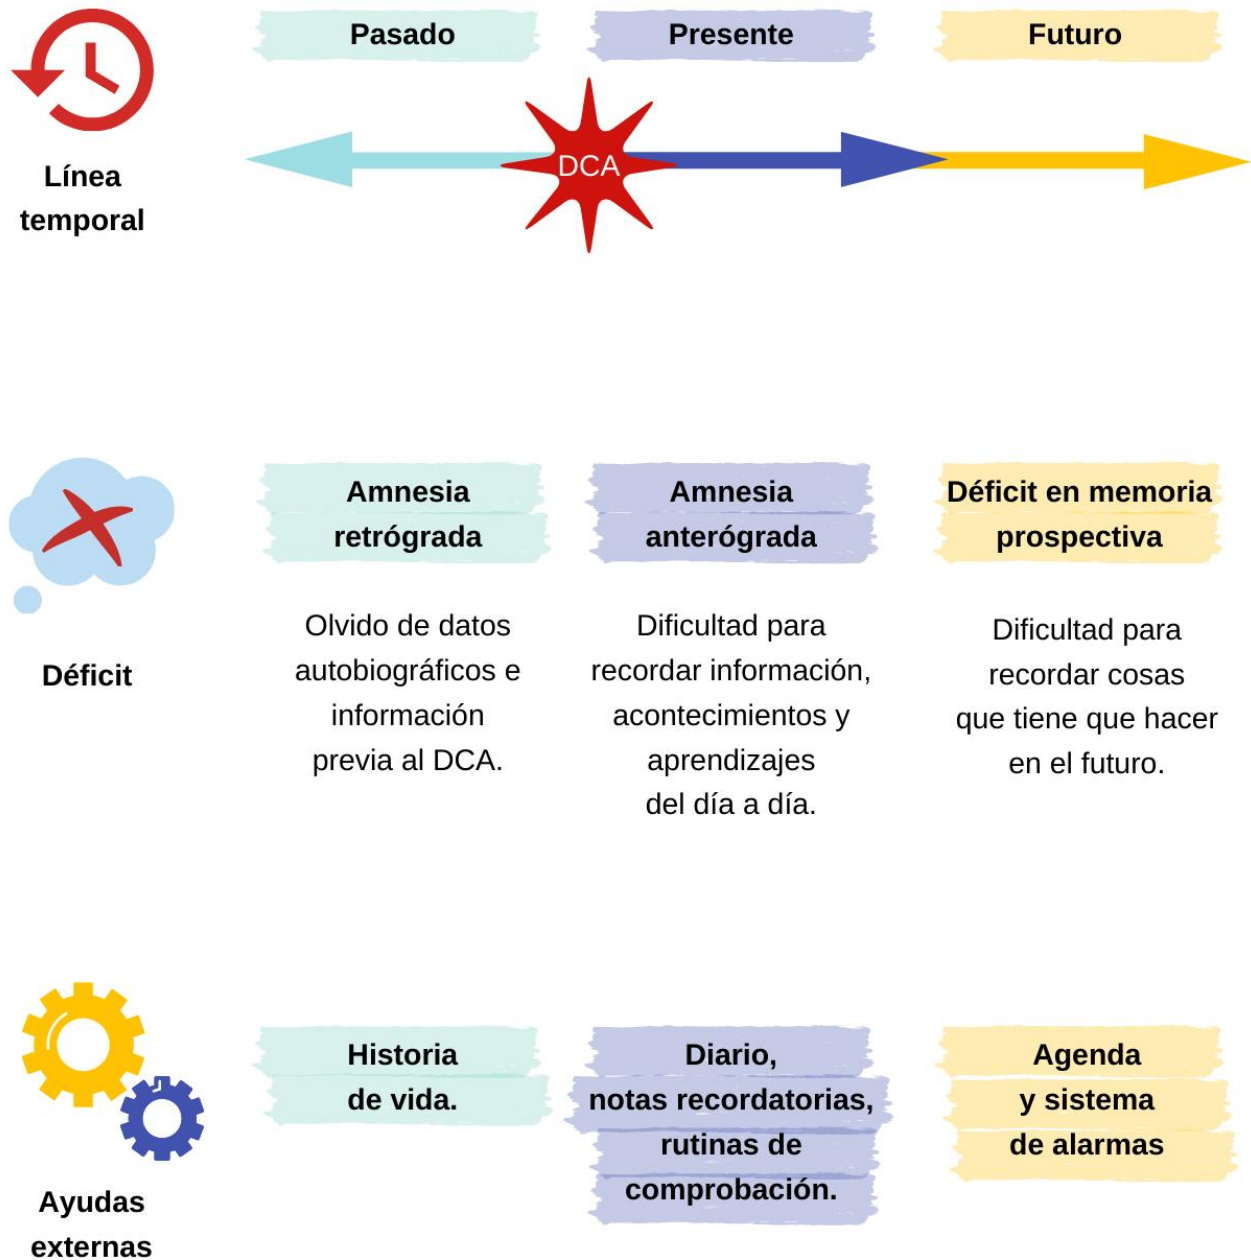 Pasado
Presente
Futuro
DCA
Línea
temporal
Amnesia
retrógrada
Amnesia
anterógrada
Déficit en memoria
prospectiva
Déficit
Olvido de datos
autobiográficos e
información
previa al DCA.
Dificultad para
recordar información,
acontecimientos y
aprendizajes
del día a día.
Dificultad para
recordar cosas
que tiene que hacer
en el futuro.
Historia
de vida.
Diario,
notas recordatorias,
rutinas de
comprobación.
Agenda
y sistema
de alarmas
Ayudas
externas